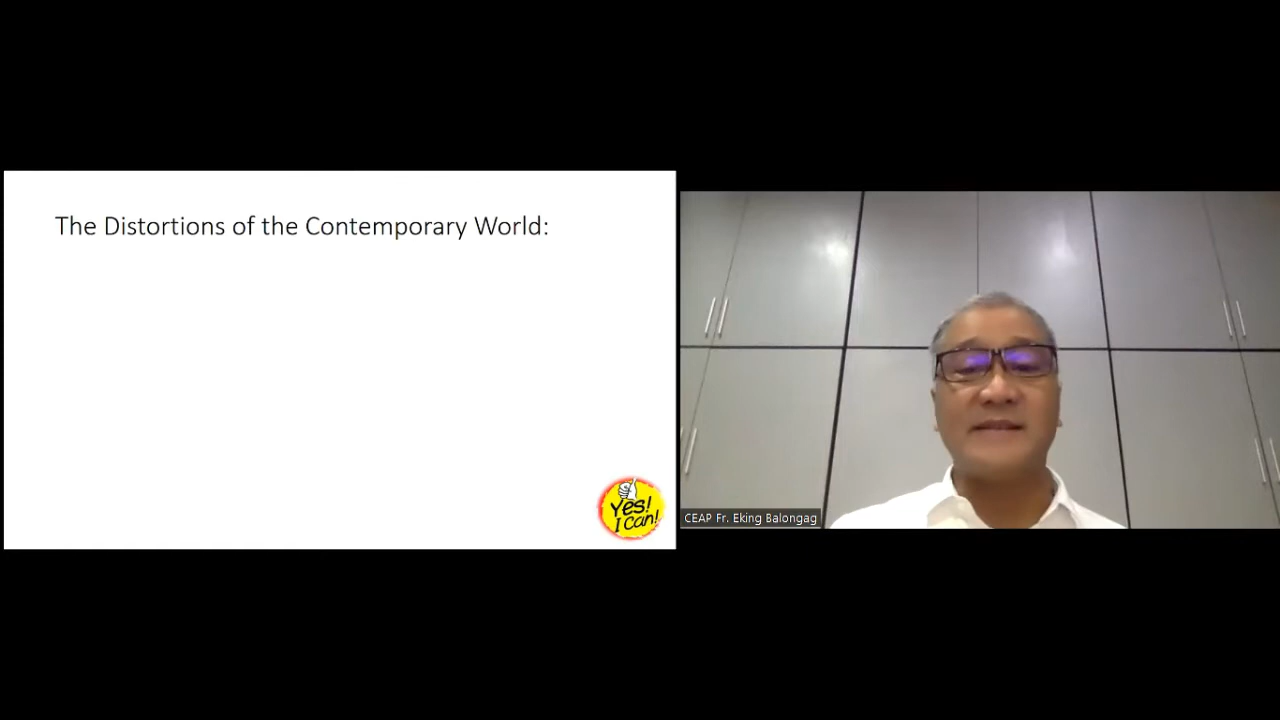 The Distortions of the Contemporary World:
Yes!
I can!
CEAP Fr. Eking Balongag